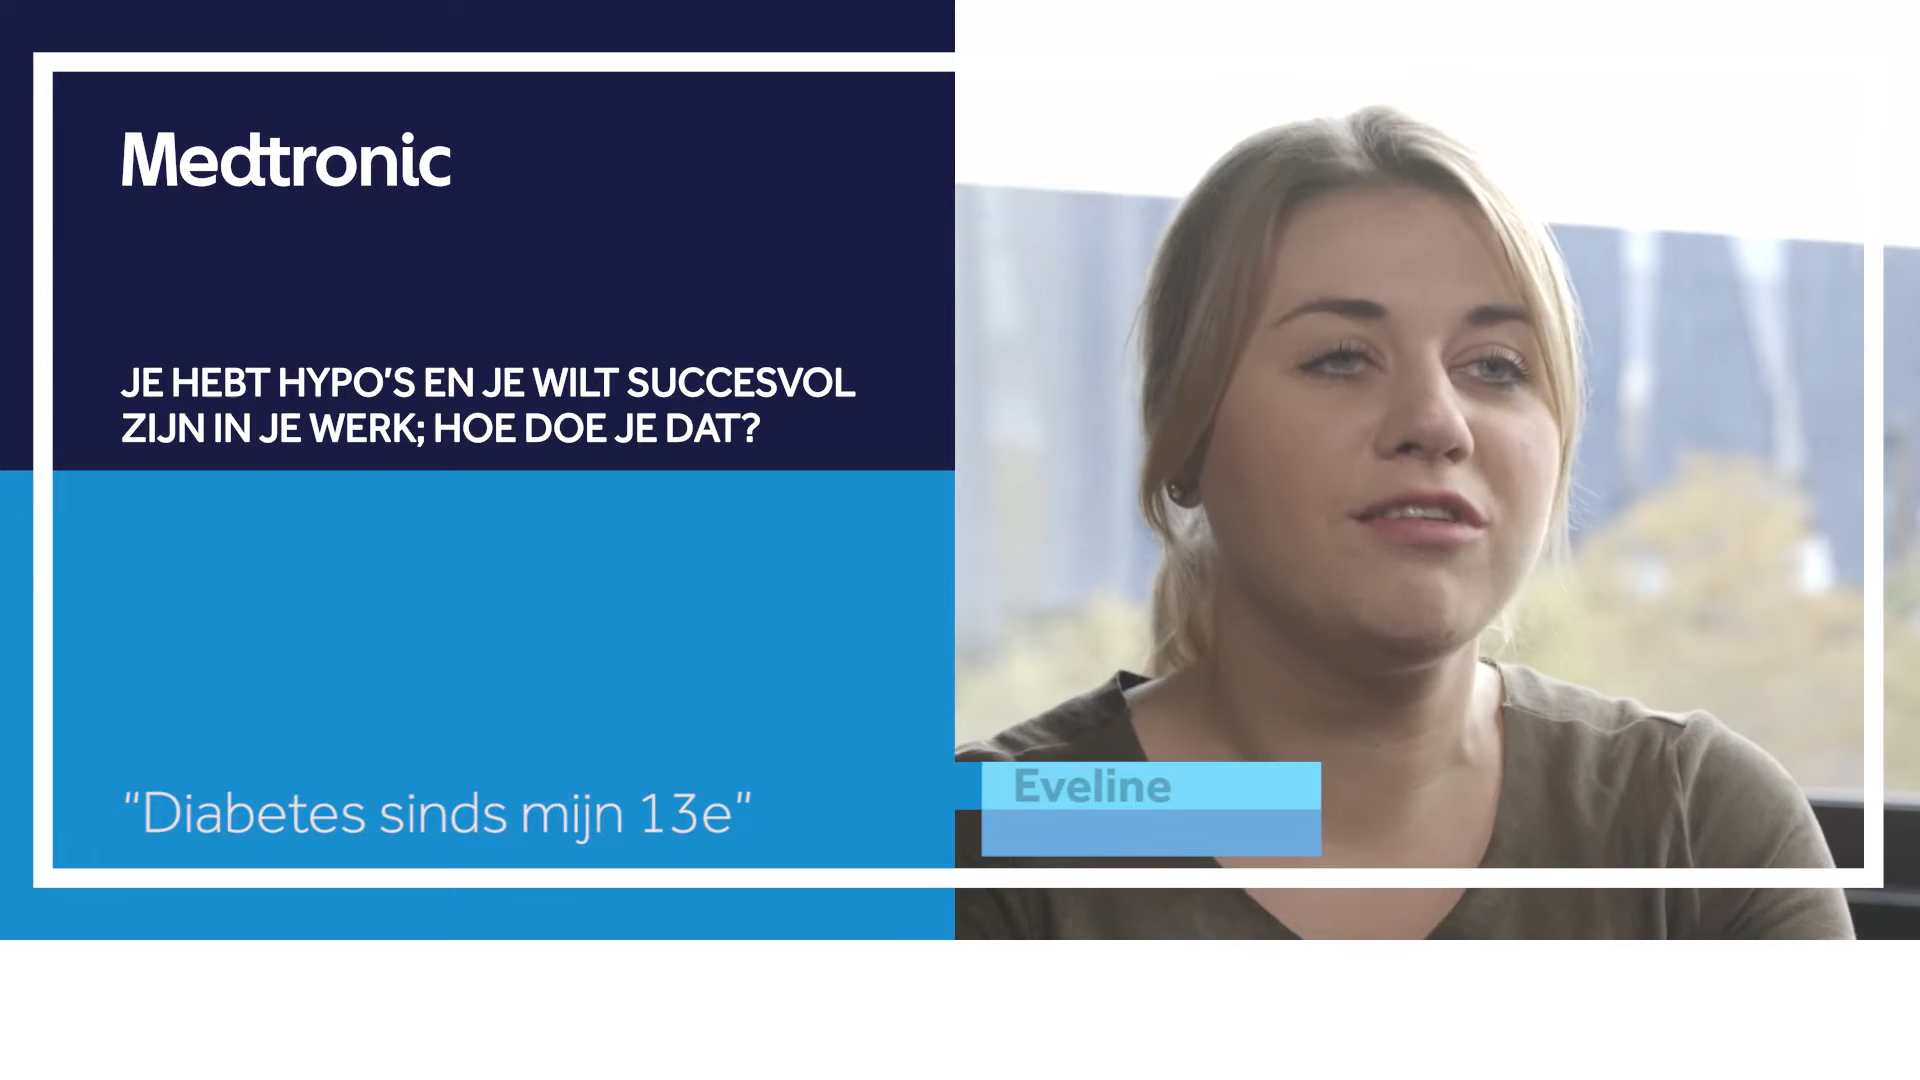 Medtronic
JE HEBT HYPO'S EN JE WILT SUCCESVOL
ZIJN IN JE WERK; HOE DOE JE DAT?
"Diabetes sinds mijn 13e"
Eveline